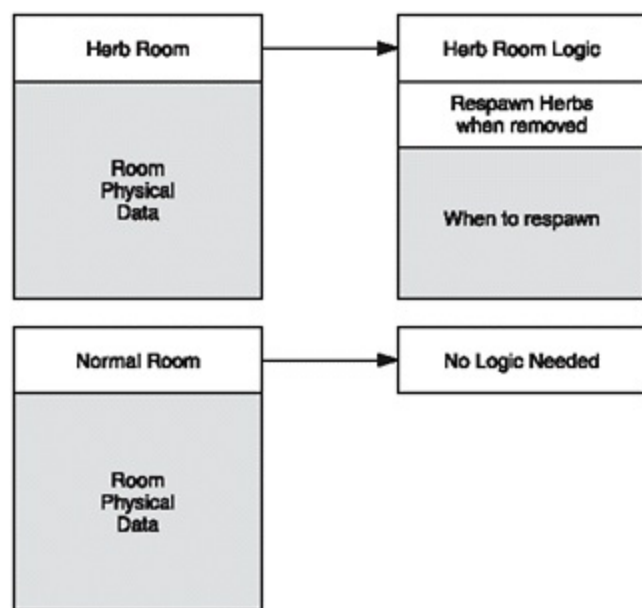 Herb Room
Herb Room Logic
Respawn Herbs
when removed
Room
Physical
Data
When to respawn
Normal Room
No Logic Needed
Room
Physical
Data